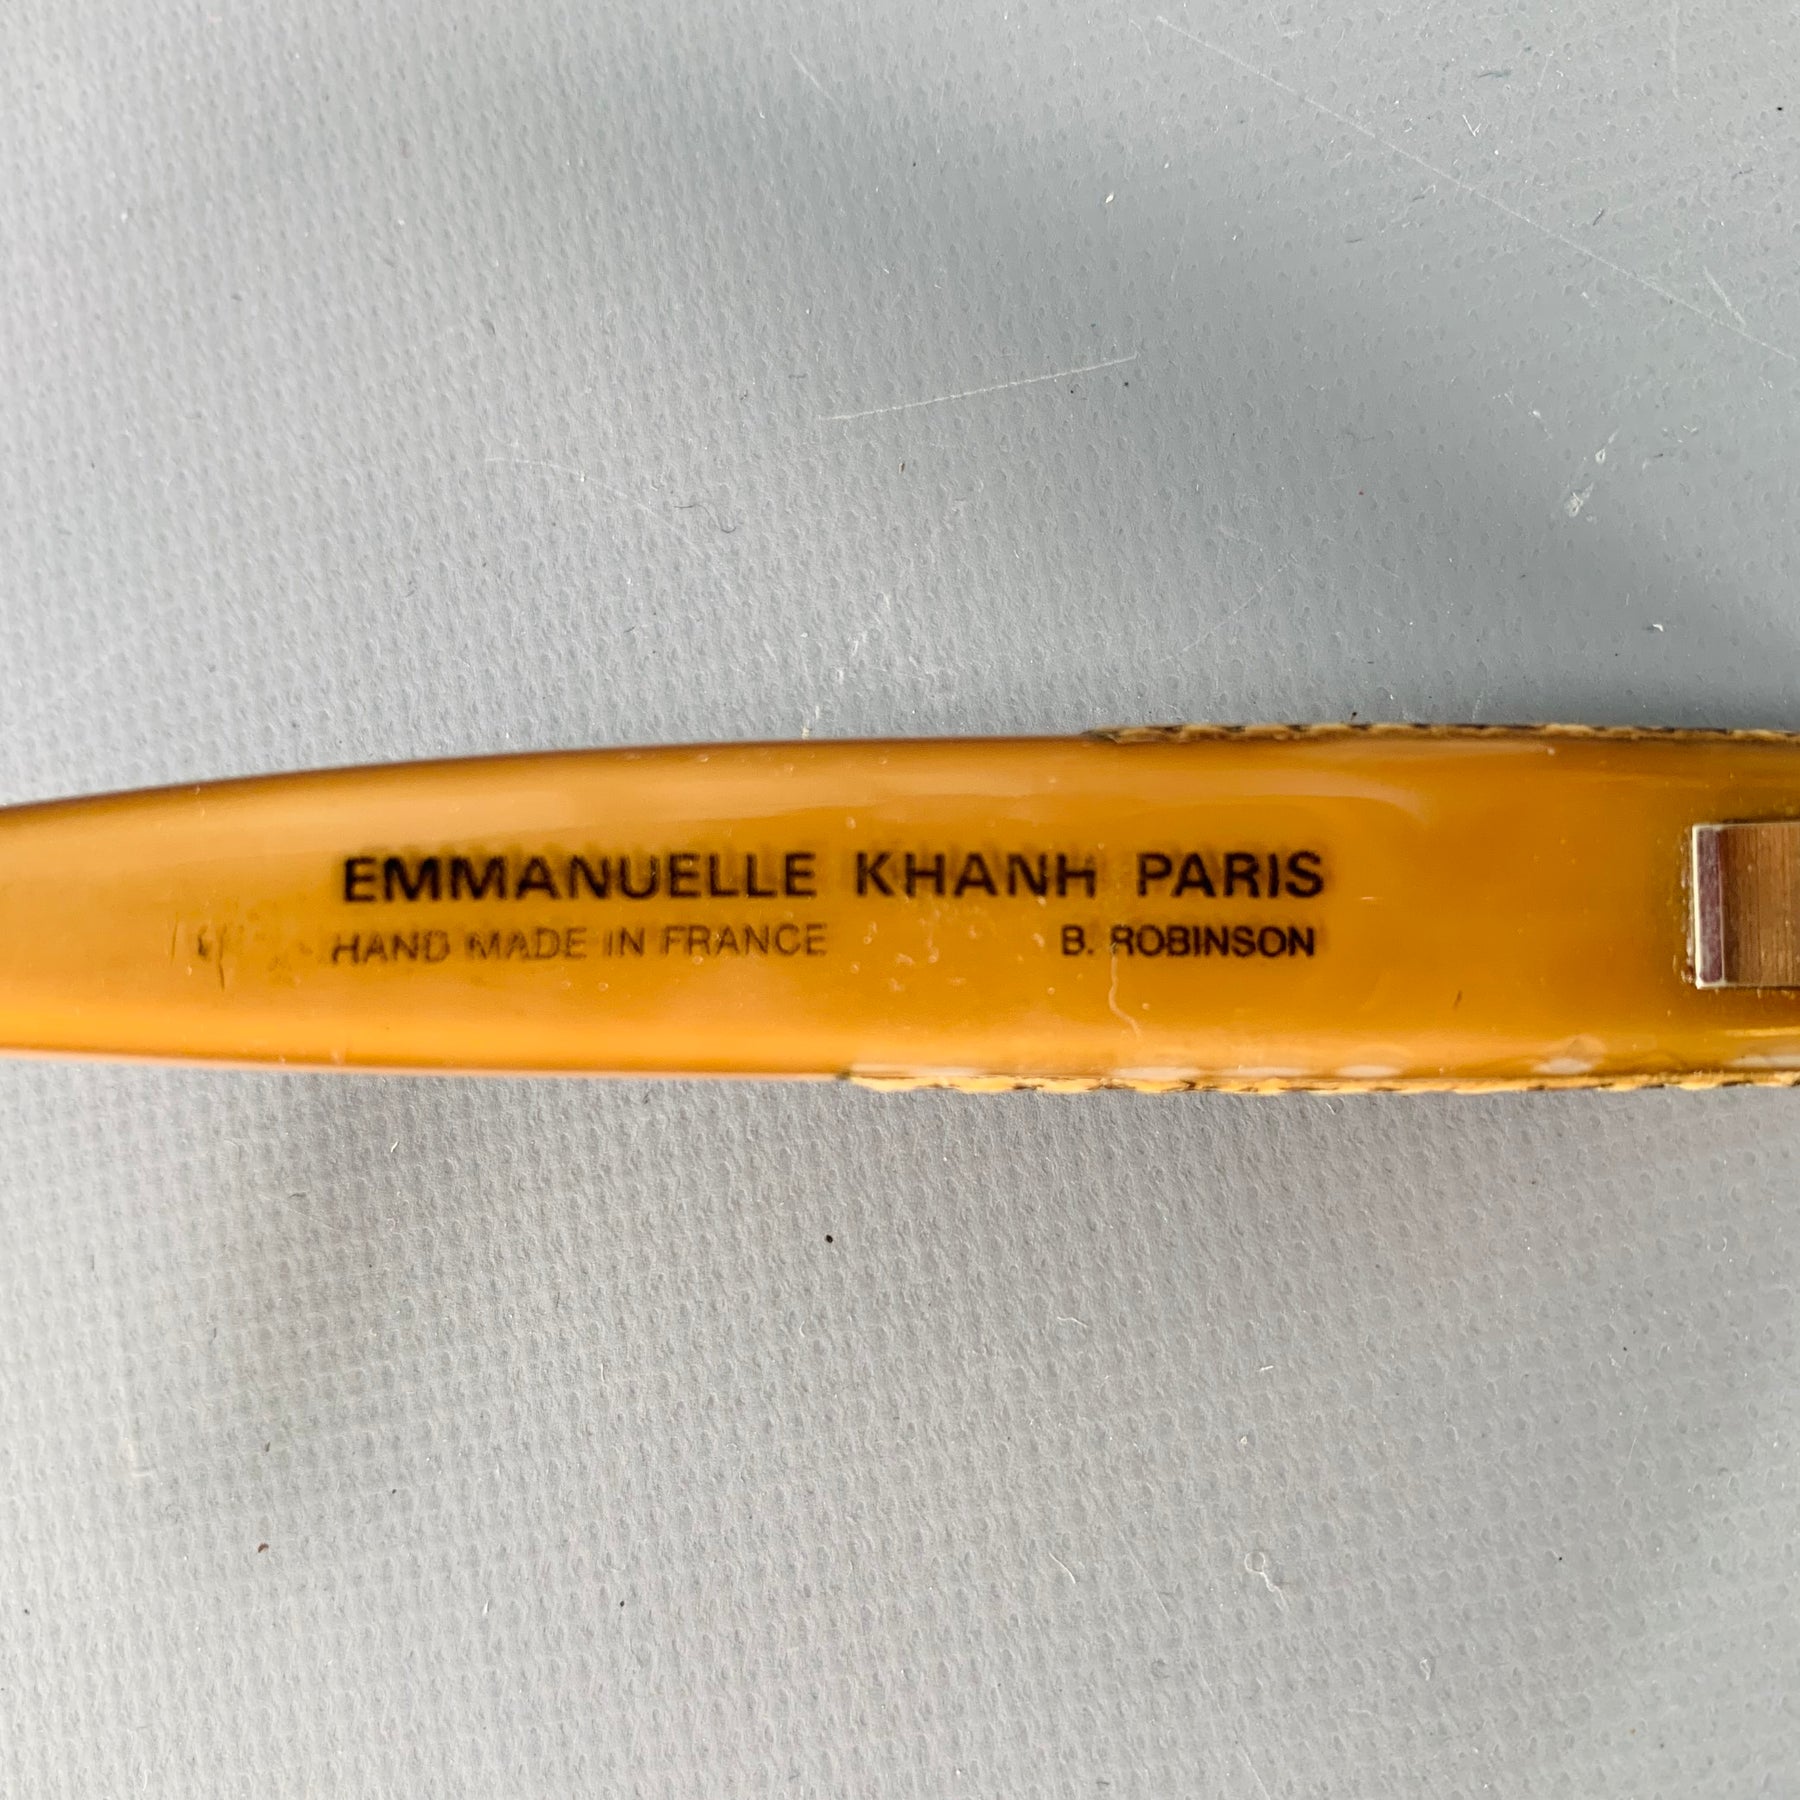 EMMANUELLE KHANH PARIS
HAND MADE IN FRANCE B. ROBINSON